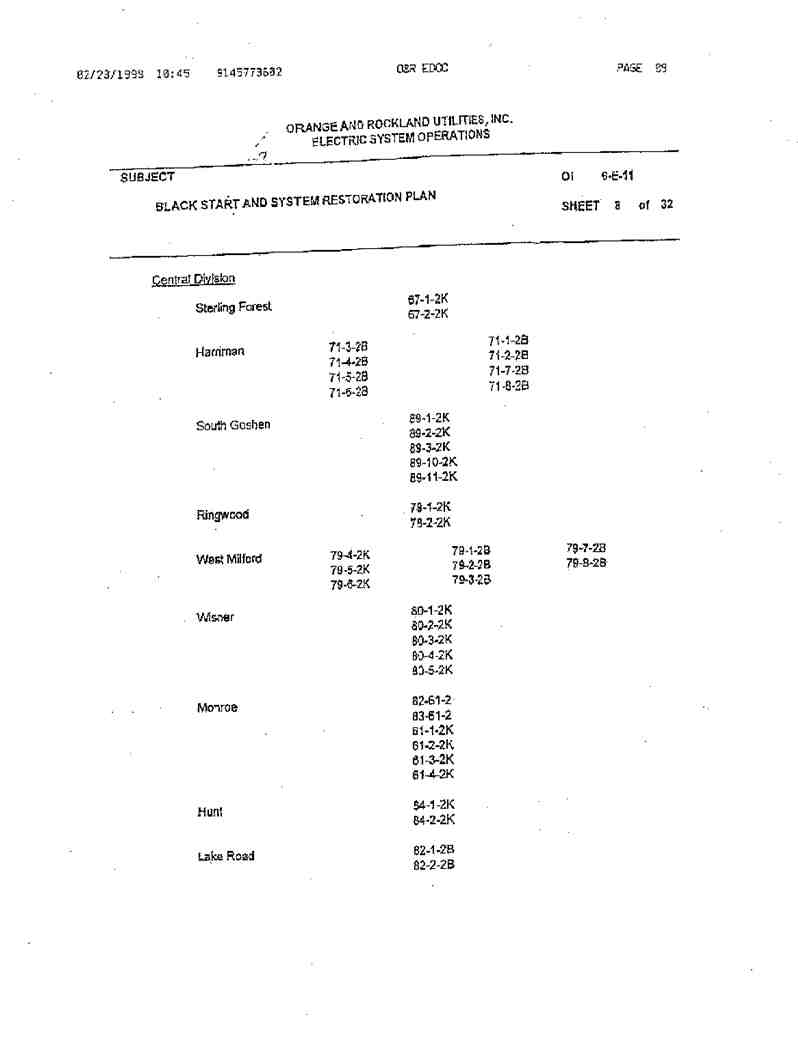 02/23/1999 10:45 9145773602 O&R EDOC PAGE 09
ORANGE AND ROCKLAND UTILITIES, INC.
ELECTRIC SYSTEM OPERATIONS
SUBJECT OI 6-E-11
BLACK START AND SYSTEM RESTORATION PLAN SHEET 8 of 32
Central Division
Sterling Forest 67-1-2K
67-2-2K
Harriman 71-3-2B 71-1-2B
71-4-2B 71-2-2B
71-5-2B 71-7-2B
71-6-2B 71-8-2B
South Goshen 89-1-2K
89-2-2K
89-3-2K
89-10-2K
89-11-2K
Ringwood 78-1-2K
78-2-2K
West Milford 79-4-2K 79-1-2B 79-7-2B
79-5-2K 79-2-2B 79-8-2B
79-6-2K 79-3-2B
Wisner 80-1-2K
80-2-2K
80-3-2K
80-4-2K
80-5-2K
Monroe 82-61-2
83-61-2
61-1-2K
61-2-2K
61-3-2K
61-4-2K
Hunt 84-1-2K
84-2-2K
Lake Road 82-1-2B
82-2-2B